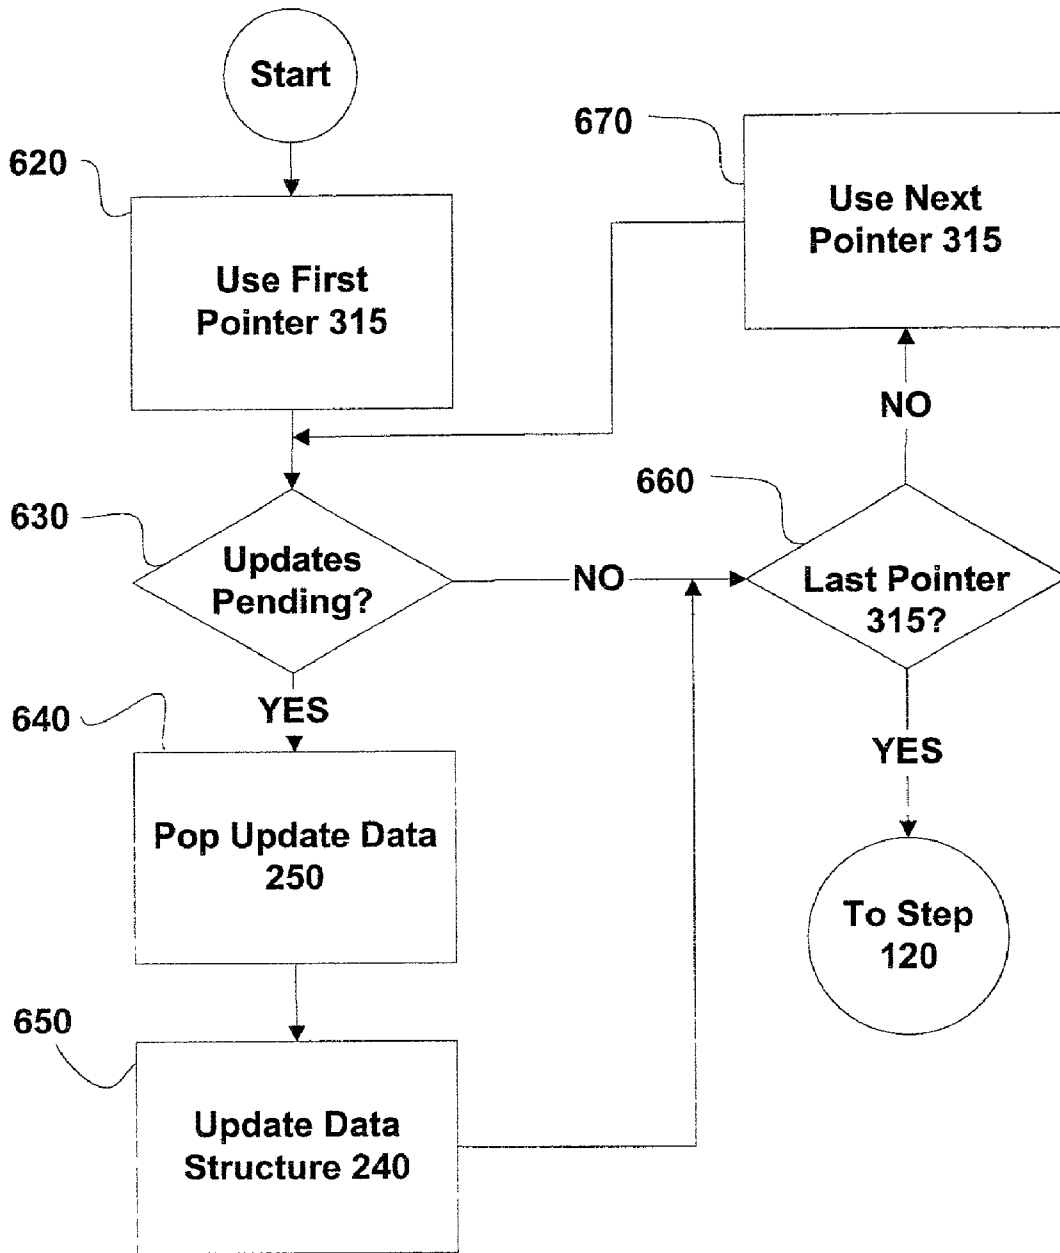 Start
620
Use First
Pointer 315
670
Use Next
Pointer 315
NO
630
Updates
Pending?
NO
660
Last Pointer
315?
YES
640
Pop Update Data
250
YES
To Step
120
650
Update Data
Structure 240